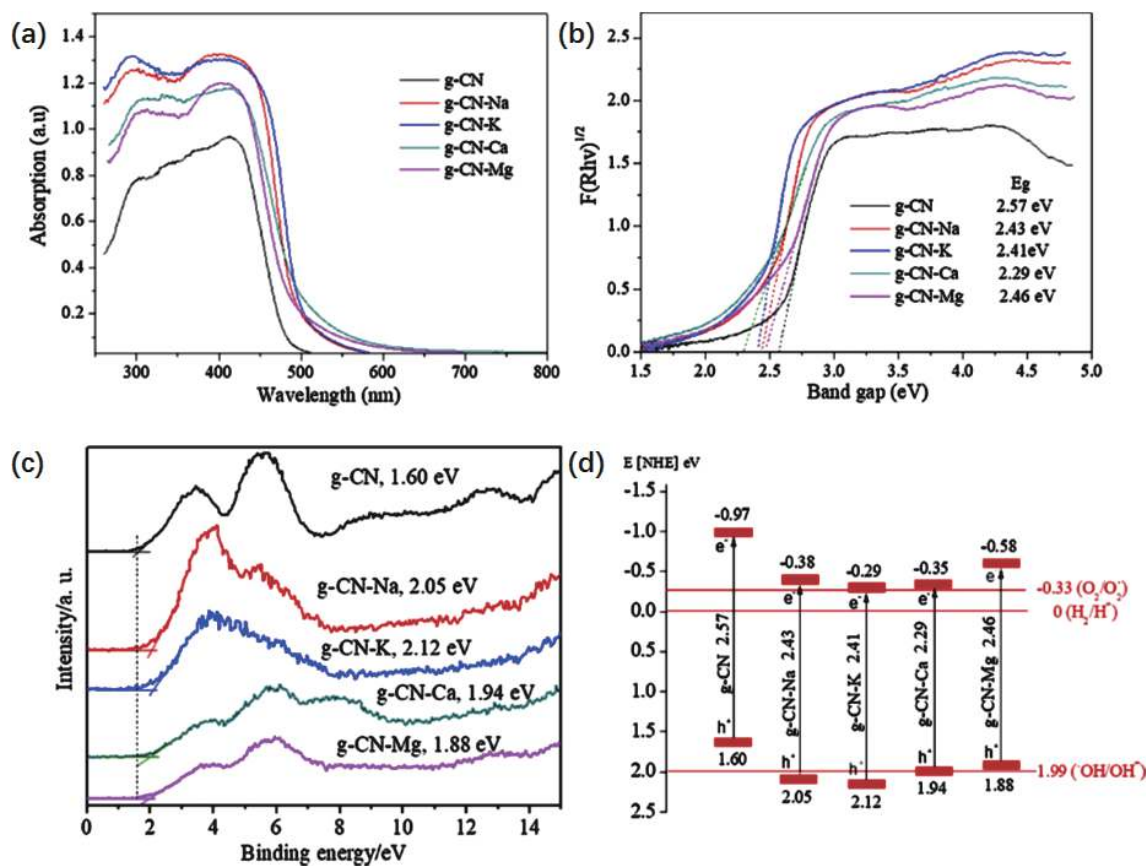 (a)
1.4
1.2
1.0
0.8
0.6
0.4
0.2
Absorption (a.u)
g-CN
g-CN-Na
g-CN-K
g-CN-Ca
g-CN-Mg
300 400 500 600 700 800
Wavelength (nm)
(b)
2.5
2.0
1.5
1.0
0.5
0.0
F(Rhν)^1/2
Eg
g-CN 2.57 eV
g-CN-Na 2.43 eV
g-CN-K 2.41eV
g-CN-Ca 2.29 eV
g-CN-Mg 2.46 eV
1.5 2.0 2.5 3.0 3.5 4.0 4.5 5.0
Band gap (eV)
(c)
Intensity/a. u.
g-CN, 1.60 eV
g-CN-Na, 2.05 eV
g-CN-K, 2.12 eV
g-CN-Ca, 1.94 eV
g-CN-Mg, 1.88 eV
0 2 4 6 8 10 12 14
Binding energy/eV
(d)
E [NHE] eV
-1.5
-1.0
-0.5
0.0
0.5
1.0
1.5
2.0
2.5
-0.97
e-
g-CN 2.57
h+
1.60
-0.38
e-
g-CN-Na 2.43
h+
2.05
-0.29
e-
g-CN-K 2.41
h+
2.12
-0.35
e-
g-CN-Ca 2.29
h+
1.94
-0.58
e
g-CN-Mg 2.46
h+
1.88
-0.33 (O2/O2-)
0 (H2/H+)
1.99 (·OH/OH-)